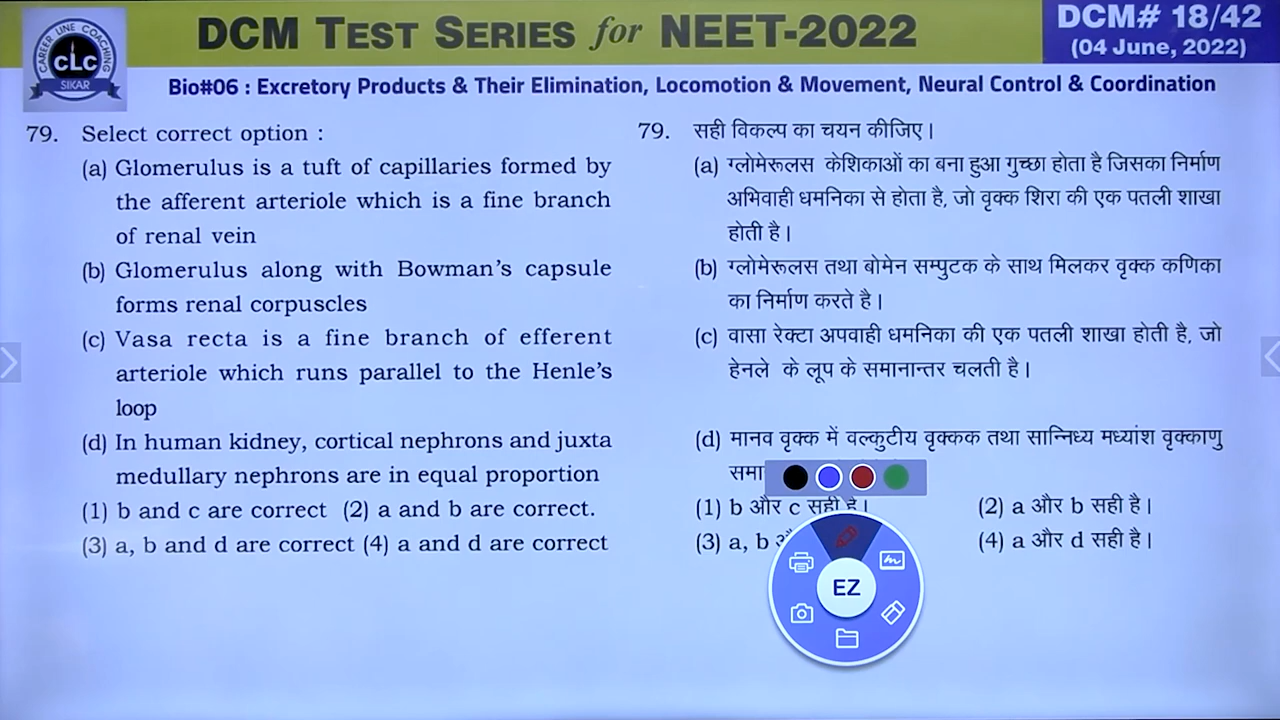 CAREER LINE COACHING
CLC
SIKAR
DCM TEST SERIES for NEET-2022
DCM# 18/42
(04 June, 2022)
Bio#06 : Excretory Products & Their Elimination, Locomotion & Movement, Neural Control & Coordination
79. Select correct option :
(a) Glomerulus is a tuft of capillaries formed by
the afferent arteriole which is a fine branch
of renal vein
(b) Glomerulus along with Bowman's capsule
forms renal corpuscles
(c) Vasa recta is a fine branch of efferent
arteriole which runs parallel to the Henle's
loop
(d) In human kidney, cortical nephrons and juxta
medullary nephrons are in equal proportion
(1) b and c are correct (2) a and b are correct.
(3) a, b and d are correct (4) a and d are correct
79. सही विकल्प का चयन कीजिए।
(a) ग्लोमेरूलस केशिकाओं का बना हुआ गुच्छा होता है जिसका निर्माण
अभिवाही धमनिका से होता है, जो वृक्क शिरा की एक पतली शाखा
होती है।
(b) ग्लोमेरूलस तथा बोमेन सम्पुटक के साथ मिलकर वृक्क कणिका
का निर्माण करते है।
(c) वासा रेक्टा अपवाही धमनिका की एक पतली शाखा होती है, जो
हेनले के लूप के समानान्तर चलती है।
(d) मानव वृक्क में वल्कुटीय वृक्कक तथा सान्निध्य मध्यांश वृक्काणु
समा
(1) b और c सही है। (2) a और b सही है।
(3) a, b (4) a और d सही है।
EZ